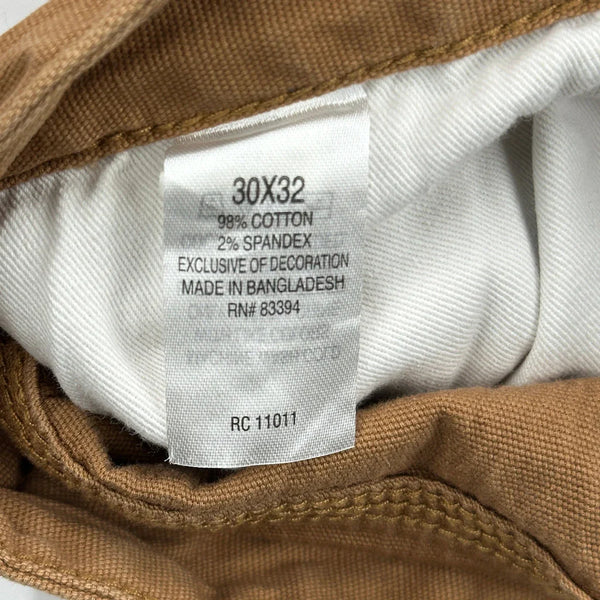 30X32
98% COTTON
2% SPANDEX
EXCLUSIVE OF DECORATION
MADE IN BANGLADESH
RN# 83394
RC 11011